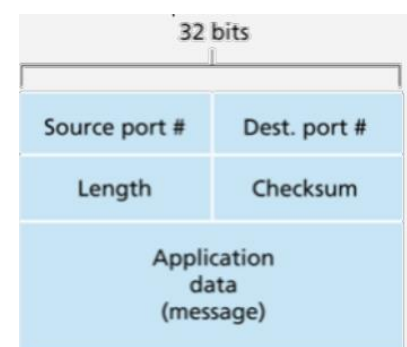 32 bits
Source port #
Dest. port #
Length
Checksum
Application
data
(message)